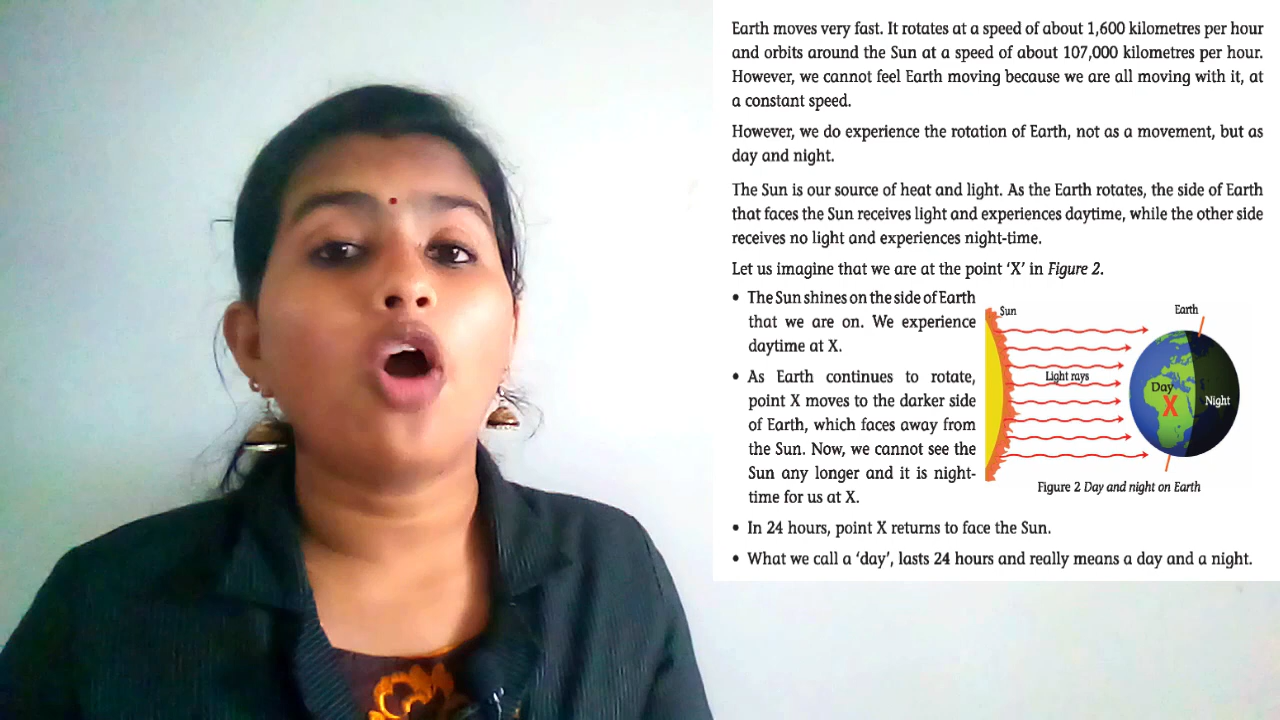 Earth moves very fast. It rotates at a speed of about 1,600 kilometres per hour
and orbits around the Sun at a speed of about 107,000 kilometres per hour.
However, we cannot feel Earth moving because we are all moving with it, at
a constant speed.
However, we do experience the rotation of Earth, not as a movement, but as
day and night.
The Sun is our source of heat and light. As the Earth rotates, the side of Earth
that faces the Sun receives light and experiences daytime, while the other side
receives no light and experiences night-time.
Let us imagine that we are at the point ‘X’ in Figure 2.
• The Sun shines on the side of Earth
that we are on. We experience
daytime at X.
• As Earth continues to rotate,
point X moves to the darker side
of Earth, which faces away from
the Sun. Now, we cannot see the
Sun any longer and it is night-
time for us at X.
Sun
Earth
Light rays
Day
X
Night
Figure 2 Day and night on Earth
• In 24 hours, point X returns to face the Sun.
• What we call a ‘day’, lasts 24 hours and really means a day and a night.